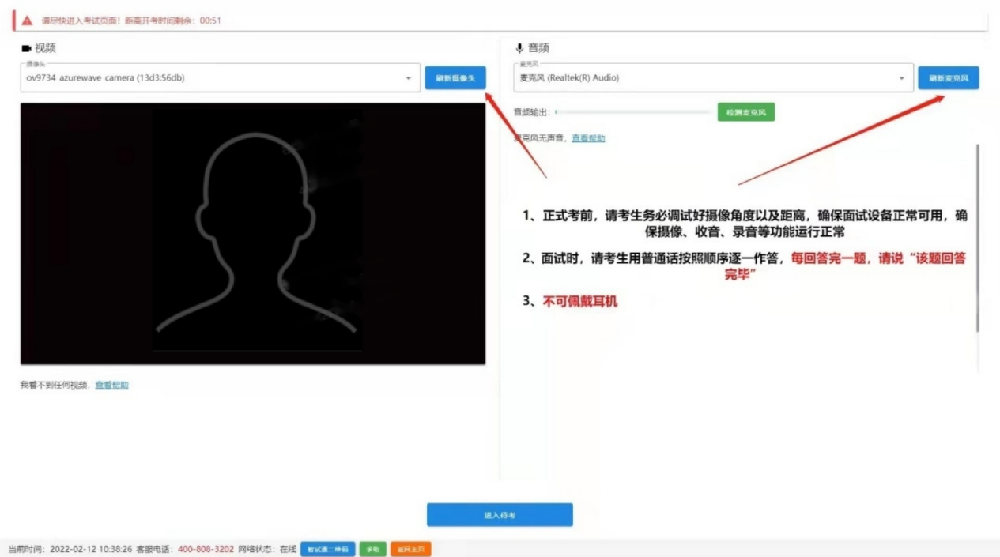 请尽快进入考试页面！距离开考时间剩余：00:51
视频
摄像头
ov9734 azurewave camera (13d3:56db)
刷新摄像头
我看不到任何视频，查看帮助
音频
麦克风
麦克风 (Realtek(R) Audio)
刷新麦克风
音频输出：
检测麦克风
麦克风无声音，查看帮助
1、正式考前，请考生务必调试好摄像角度以及距离，确保面试设备正常可用，确
保摄像、收音、录音等功能运行正常
2、面试时，请考生用普通话按照顺序逐一作答，每回答完一题，请说“该题回答
完毕”
3、不可佩戴耳机
进入待考
当前时间：2022-02-12 10:38:26 客服电话：400-808-3202 网络状态：在线 智试通二维码 求助 返回主页